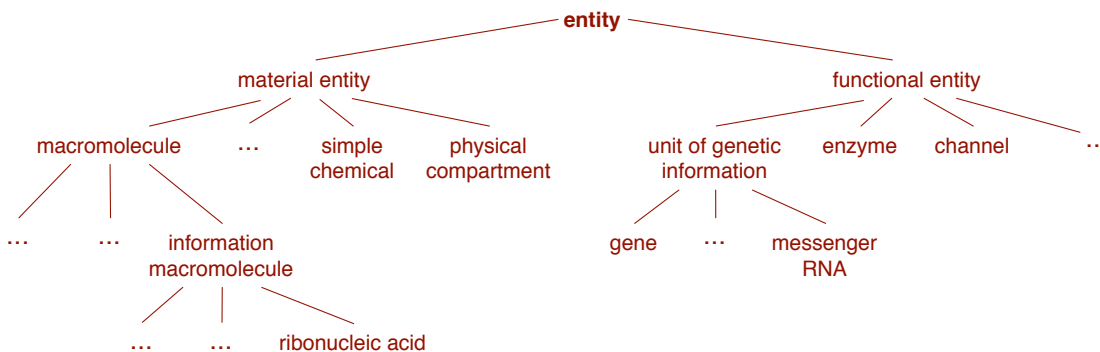 entity
material entity
functional entity
macromolecule
...
simple
chemical
physical
compartment
unit of genetic
information
enzyme
channel
..
...
...
information
macromolecule
gene
...
messenger
RNA
...
...
ribonucleic acid